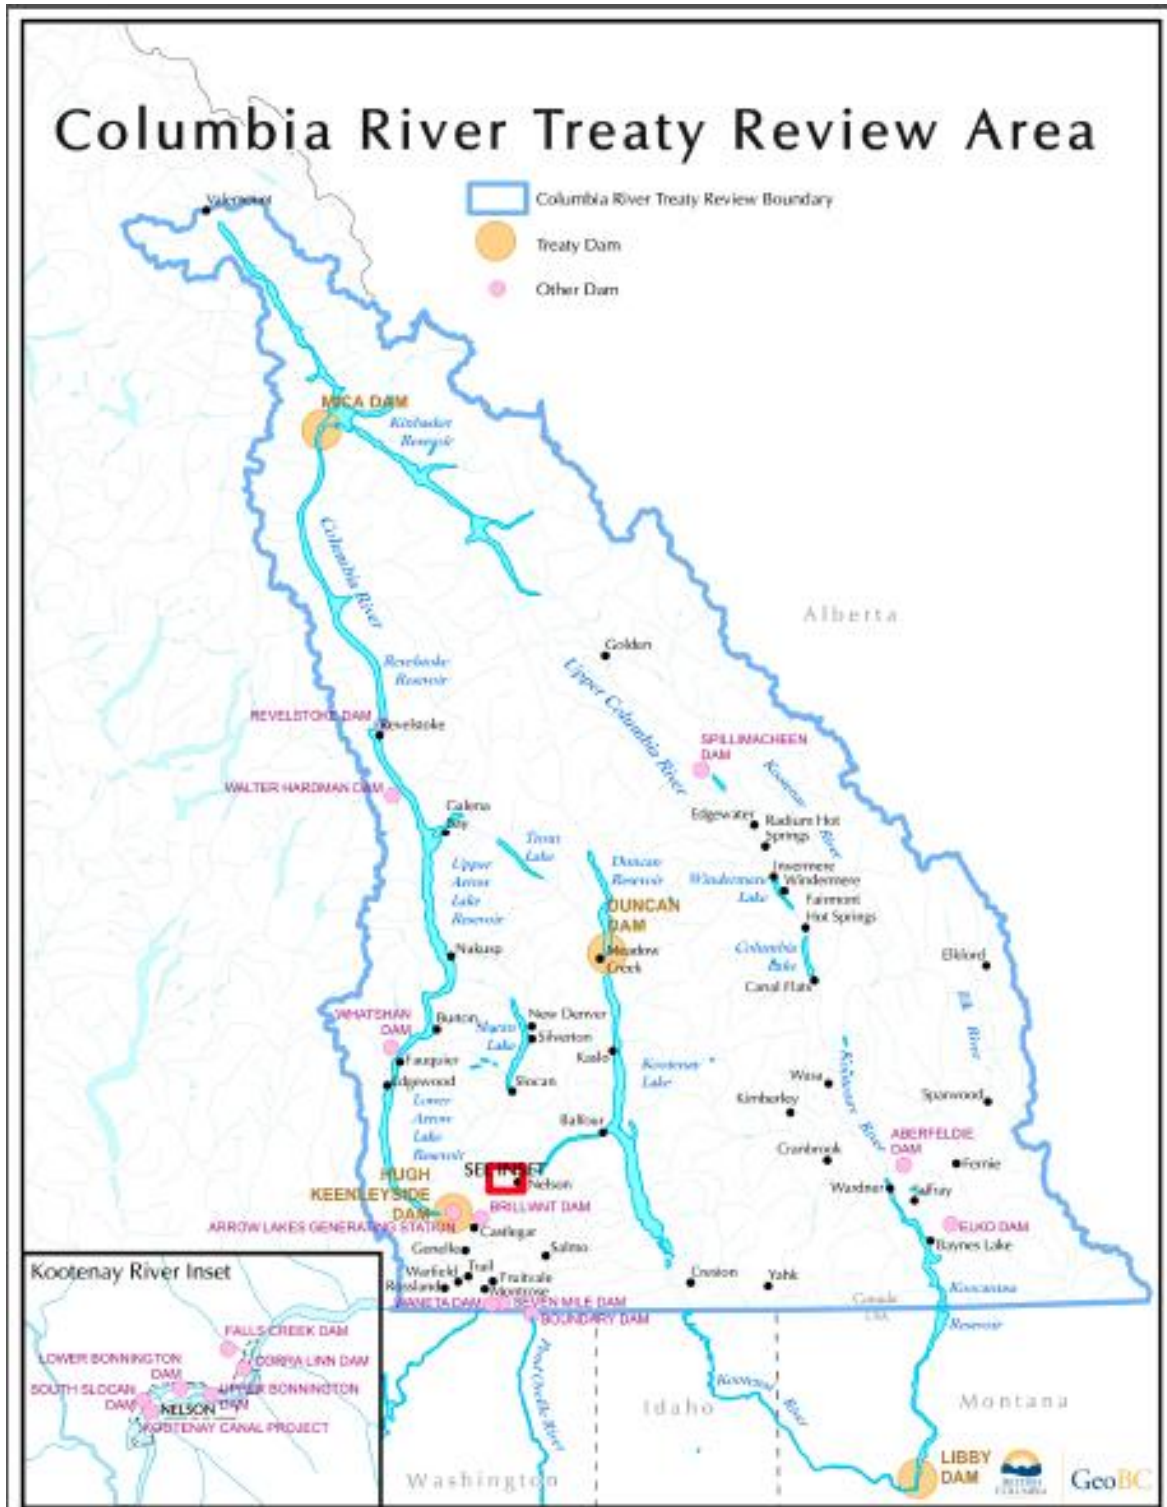 Columbia River Treaty Review Area
Columbia River Treaty Review Boundary
Treaty Dam
Other Dam
Valemount
MICA DAM
Kinbasket
Reservoir
Columbia River
Alberta
Golden
Upper Columbia River
Revelstoke
Reservoir
REVELSTOKE DAM
Revelstoke
SPILLIMACHEEN
DAM
Kootenay
River
WALTER HARDMAN DAM
Galena
Bay
Edgewater
Radium Hot
Springs
Trout
Lake
Duncan
Reservoir
Upper
Arrow
Lake
Reservoir
Invermere
Windermere
Lake
Windermere
Fairmont
Hot Springs
DUNCAN
DAM
Meadow
Creek
Nakusp
Columbia
Lake
Canal Flats
Elkford
Elk
River
WHATSHAN
DAM
Burton
Slocan
Lake
New Denver
Silverton
Fauquier
Kaslo
Kootenay
Lake
Edgewood
Slocan
Lower
Arrow
Lake
Reservoir
Wasa
Kootenay River
Kimberley
Sparwood
Balfour
ABERFELDIE
DAM
Cranbrook
Fernie
SEE INSET
Nelson
HUGH
KEENLEYSIDE
DAM
Wardner
Jaffray
BRILLIANT DAM
ARROW LAKES GENERATING STATION
Castlegar
ELKO DAM
Baynes Lake
Genelle
Salmo
Warfield
Trail
Fruitvale
Rossland
Montrose
Creston
Yahk
Koocanusa
Reservoir
WANETA DAM
SEVEN MILE DAM
BOUNDARY DAM
Canada
USA
Pend Oreille River
Kootenai
River
Idaho
Montana
Washington
LIBBY
DAM
BRITISH
COLUMBIA
GeoBC
Kootenay River Inset
FALLS CREEK DAM
LOWER BONNINGTON
DAM
CORRA LINN DAM
SOUTH SLOCAN
DAM
UPPER BONNINGTON
DAM
NELSON
KOOTENAY CANAL PROJECT